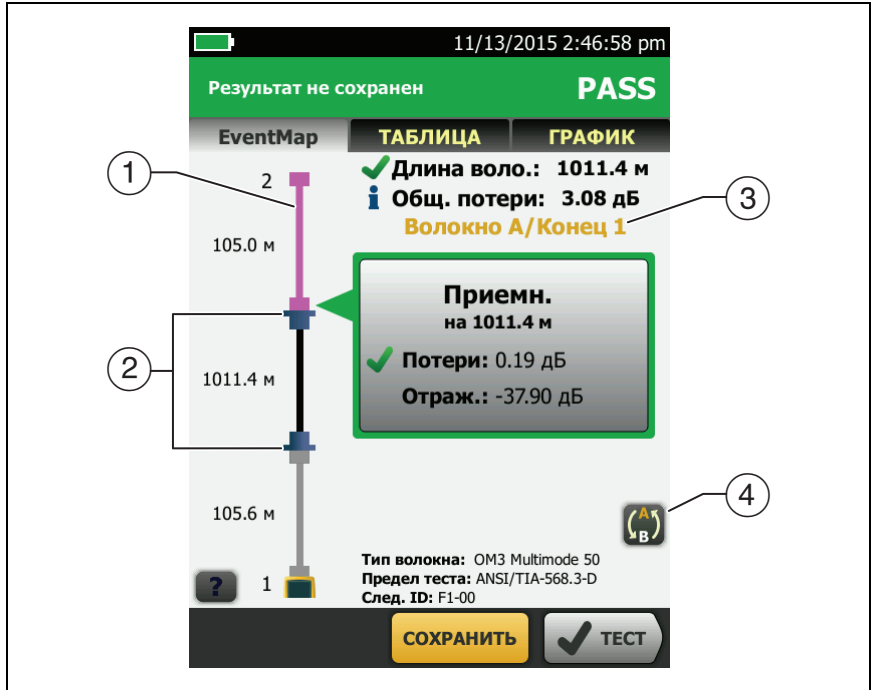 11/13/2015 2:46:58 pm
Результат не сохранен PASS
EventMap ТАБЛИЦА ГРАФИК
1
2
Длина воло.: 1011.4 м
i Общ. потери: 3.08 дБ
3
Волокно A/Конец 1
105.0 м
Приемн.
на 1011.4 м
2
1011.4 м
Потери: 0.19 дБ
Отраж.: -37.90 дБ
105.6 м
A
B
4
Тип волокна: OM3 Multimode 50
Предел теста: ANSI/TIA-568.3-D
След. ID: F1-00
? 1
СОХРАНИТЬ ТЕСТ